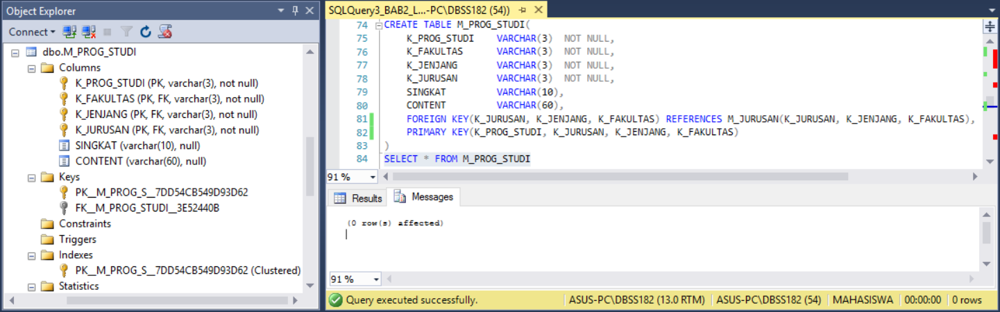 Object Explorer
Connect
dbo.M_PROG_STUDI
Columns
K_PROG_STUDI (PK, varchar(3), not null)
K_FAKULTAS (PK, FK, varchar(3), not null)
K_JENJANG (PK, FK, varchar(3), not null)
K_JURUSAN (PK, FK, varchar(3), not null)
SINGKAT (varchar(10), null)
CONTENT (varchar(60), null)
Keys
PK__M_PROG_S__7DD54CB549D93D62
FK__M_PROG_STUDI__3E52440B
Constraints
Triggers
Indexes
PK__M_PROG_S__7DD54CB549D93D62 (Clustered)
Statistics
SQLQuery3_BAB2_L...-PC\DBSS182 (54))
74 CREATE TABLE M_PROG_STUDI(
75 K_PROG_STUDI VARCHAR(3) NOT NULL,
76 K_FAKULTAS VARCHAR(3) NOT NULL,
77 K_JENJANG VARCHAR(3) NOT NULL,
78 K_JURUSAN VARCHAR(3) NOT NULL,
79 SINGKAT VARCHAR(10),
80 CONTENT VARCHAR(60),
81 FOREIGN KEY(K_JURUSAN, K_JENJANG, K_FAKULTAS) REFERENCES M_JURUSAN(K_JURUSAN, K_JENJANG, K_FAKULTAS),
82 PRIMARY KEY(K_PROG_STUDI, K_JURUSAN, K_JENJANG, K_FAKULTAS)
83 )
84 SELECT * FROM M_PROG_STUDI
91 %
Results Messages
(0 row(s) affected)
91 %
Query executed successfully. ASUS-PC\DBSS182 (13.0 RTM) ASUS-PC\DBSS182 (54) MAHASISWA 00:00:00 0 rows